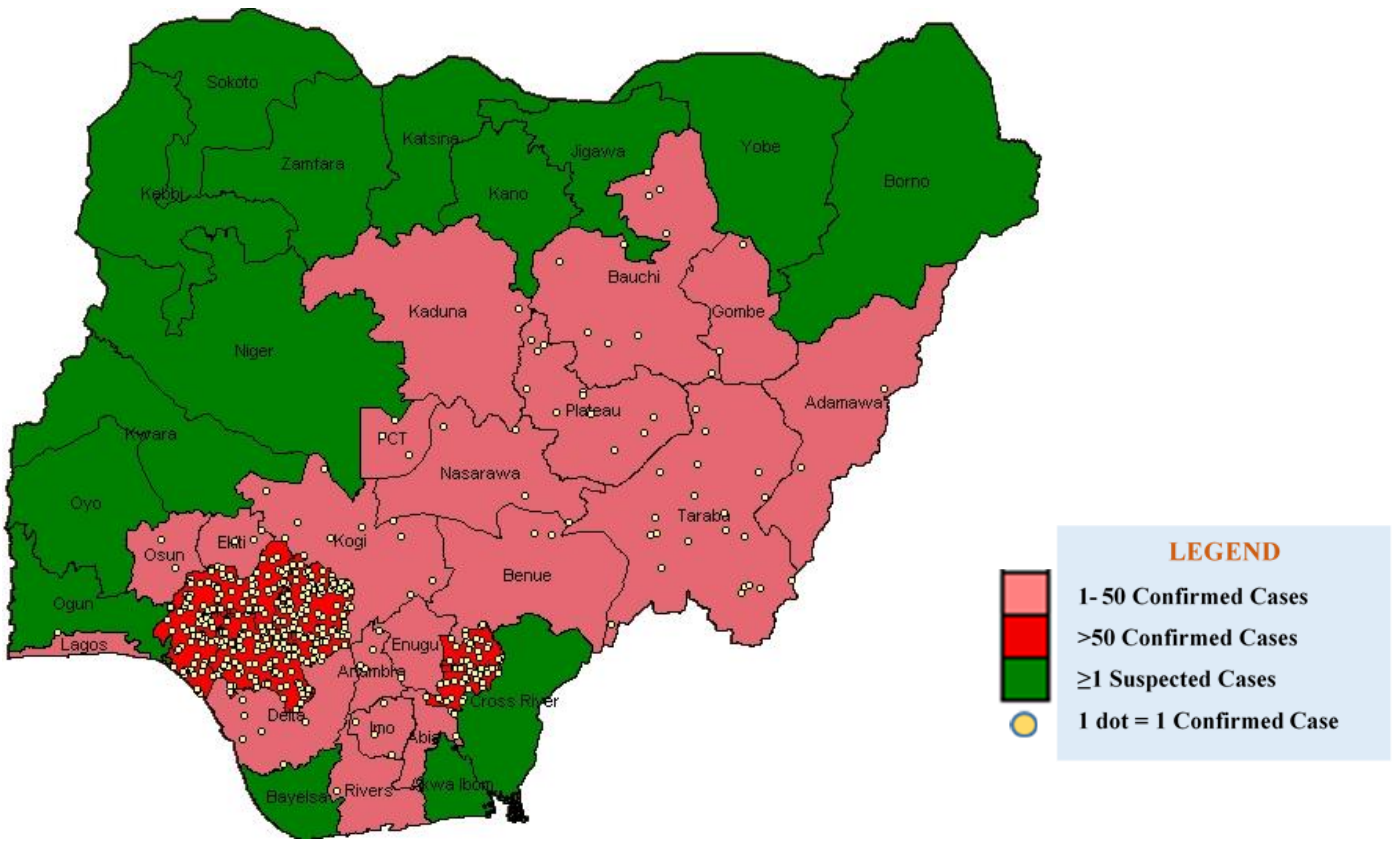 Sokoto
Katsina
Zamfara
Jigawa
Yobe
Kebbi
Kano
Borno
Bauchi
Kaduna
Gombe
Niger
Adamawa
Plateau
Kwara
FCT
Nasarawa
Oyo
Taraba
Osun
Ekiti
Kogi
Benue
Ogun
Lagos
Enugu
Anambra
Cross River
Delta
Imo
Abia
Bayelsa
Rivers
Akwa Ibom
LEGEND
1- 50 Confirmed Cases
>50 Confirmed Cases
≥1 Suspected Cases
1 dot = 1 Confirmed Case